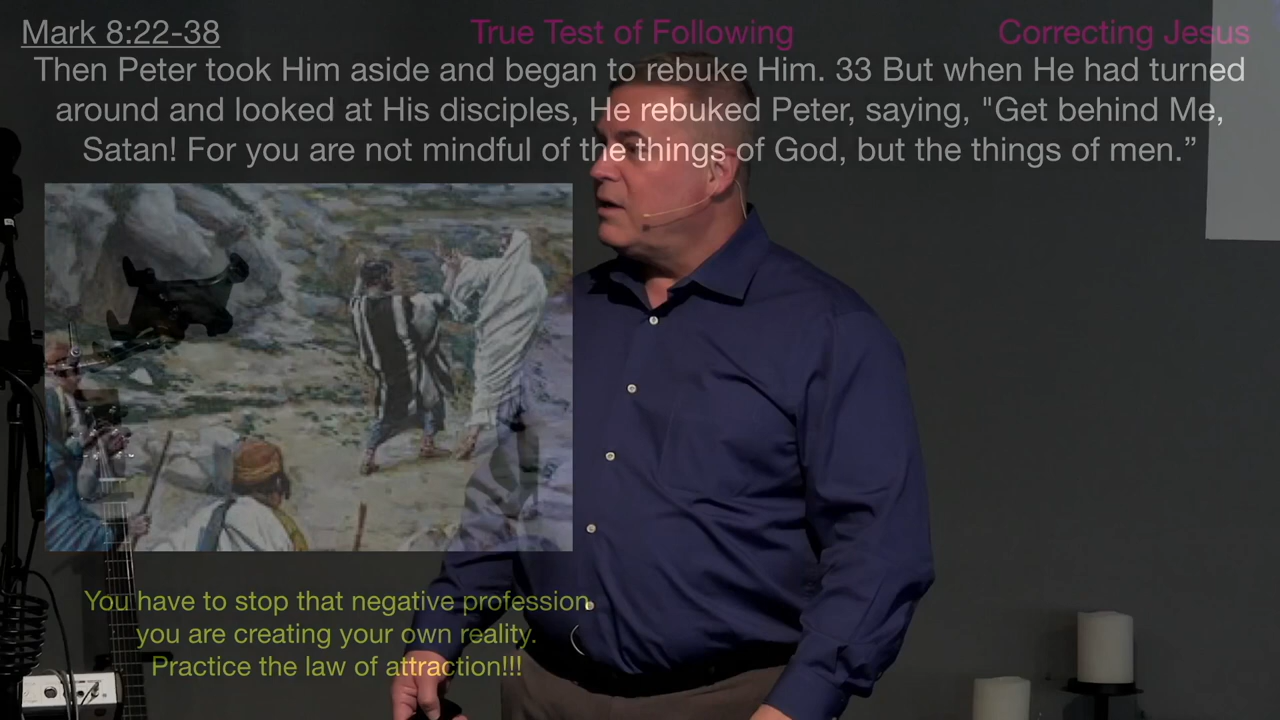 Mark 8:22-38
True Test of Following
Correcting Jesus
Then Peter took Him aside and began to rebuke Him. 33 But when He had turned
around and looked at His disciples, He rebuked Peter, saying, "Get behind Me,
Satan! For you are not mindful of the things of God, but the things of men.”
You have to stop that negative profession,
you are creating your own reality.
Practice the law of attraction!!!